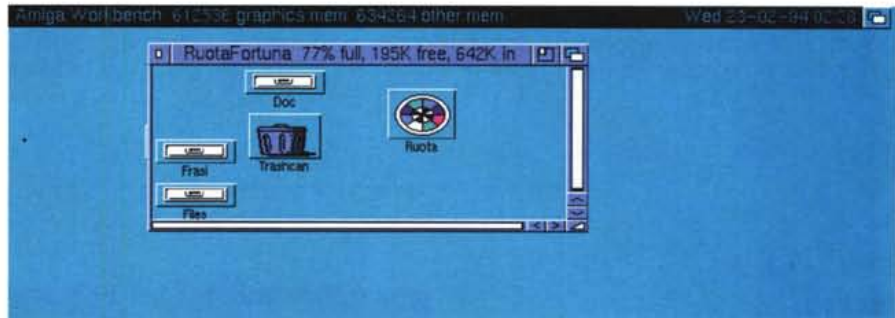 Amiga Workbench 612536 graphics mem 634264 other mem Wed 23-02-94 02:28
RuotaFortuna 77% full, 195K free, 642K in
Doc
Ruota
Trashcan
Frasi
Files